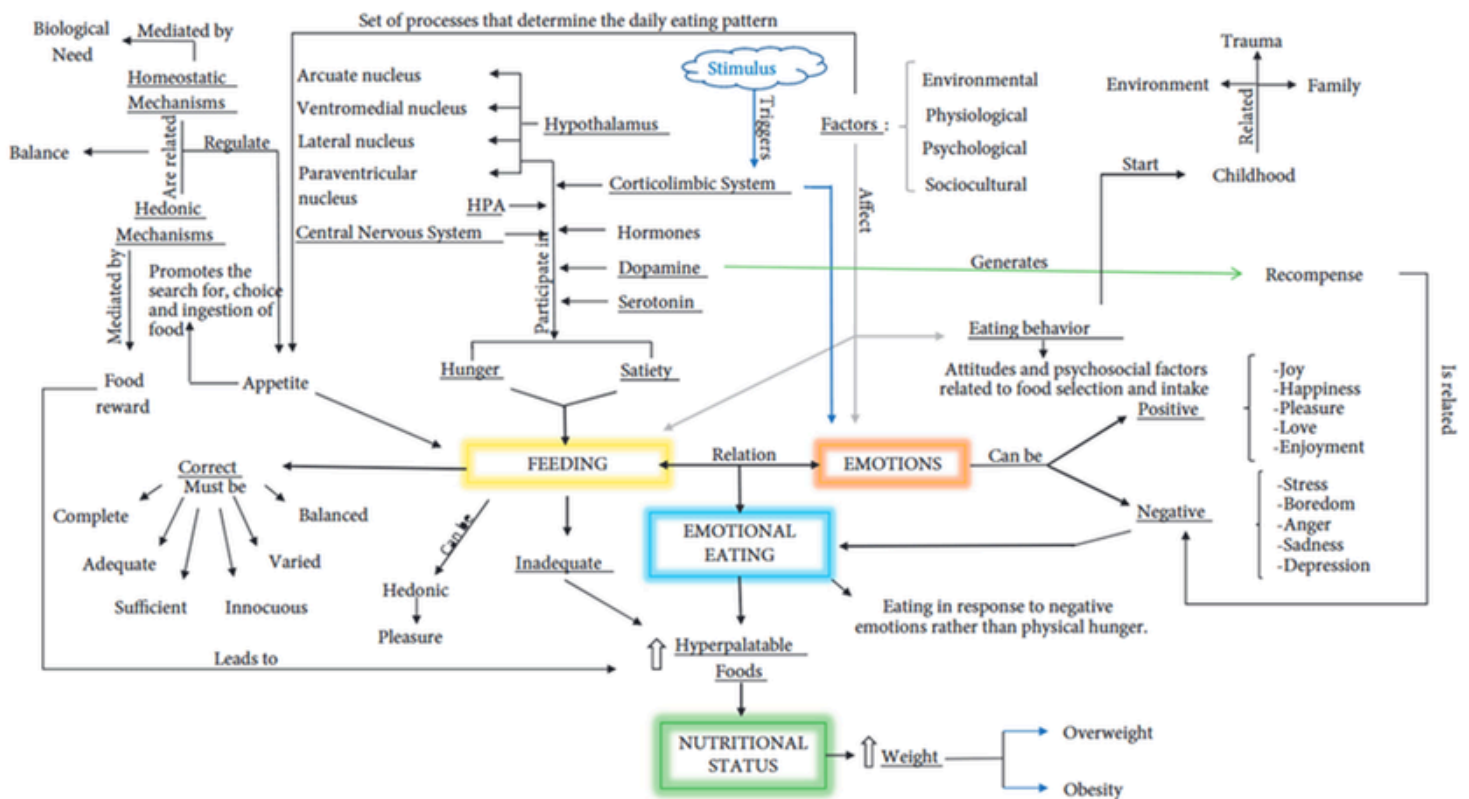 Set of processes that determine the daily eating pattern
Biological
Need
Mediated by
Homeostatic
Mechanisms
Balance
Are related
Regulate
Hedonic
Mechanisms
Mediated by
Promotes the
search for, choice
and ingestion of
food
Food
reward
Appetite
Arcuate nucleus
Ventromedial nucleus
Lateral nucleus
Paraventricular
nucleus
Hypothalamus
HPA
Central Nervous System
Participate in
Corticolimbic System
Hormones
Dopamine
Serotonin
Hunger
Satiety
Stimulus
Triggers
Factors :
Environmental
Physiological
Psychological
Sociocultural
Affect
Generates
Recompense
Trauma
Environment
Family
Related
Start
Childhood
Eating behavior
Attitudes and psychosocial factors
related to food selection and intake
Is related
FEEDING
Relation
EMOTIONS
Can be
Positive
-Joy
-Happiness
-Pleasure
-Love
-Enjoyment
Negative
-Stress
-Boredom
-Anger
-Sadness
-Depression
Correct
Must be
Complete
Balanced
Adequate
Varied
Sufficient
Innocuous
Can be
Hedonic
Pleasure
Inadequate
EMOTIONAL
EATING
Eating in response to negative
emotions rather than physical hunger.
Leads to
Hyperpalatable
Foods
NUTRITIONAL
STATUS
Weight
Overweight
Obesity